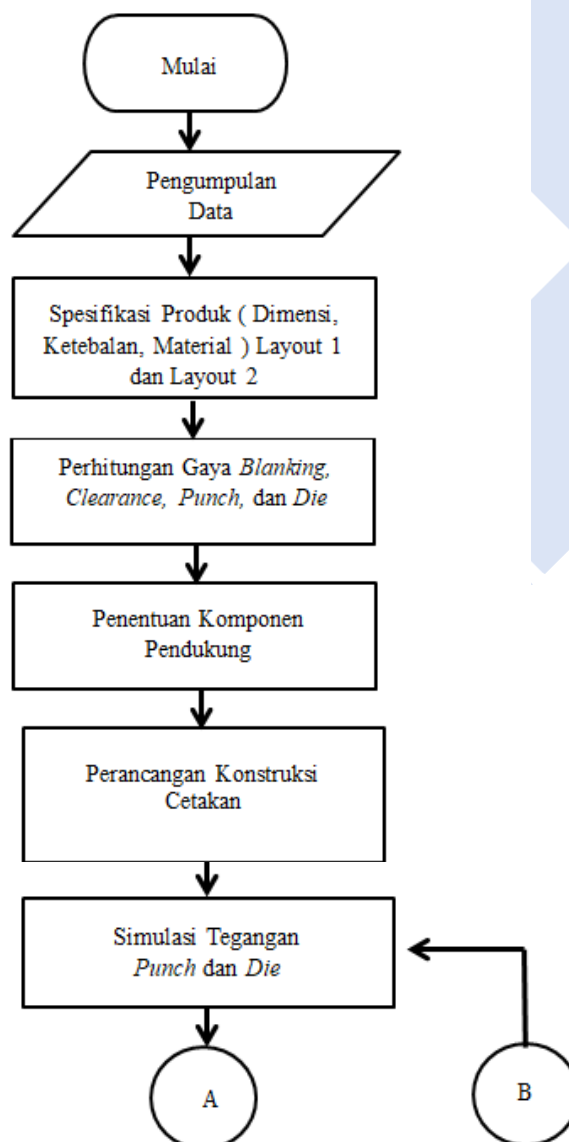 Mulai
Pengumpulan
Data
Spesifikasi Produk ( Dimensi,
Ketebalan, Material ) Layout 1
dan Layout 2
Perhitungan Gaya Blanking,
Clearance, Punch, dan Die
Penentuan Komponen
Pendukung
Perancangan Konstruksi
Cetakan
Simulasi Tegangan
Punch dan Die
A
B